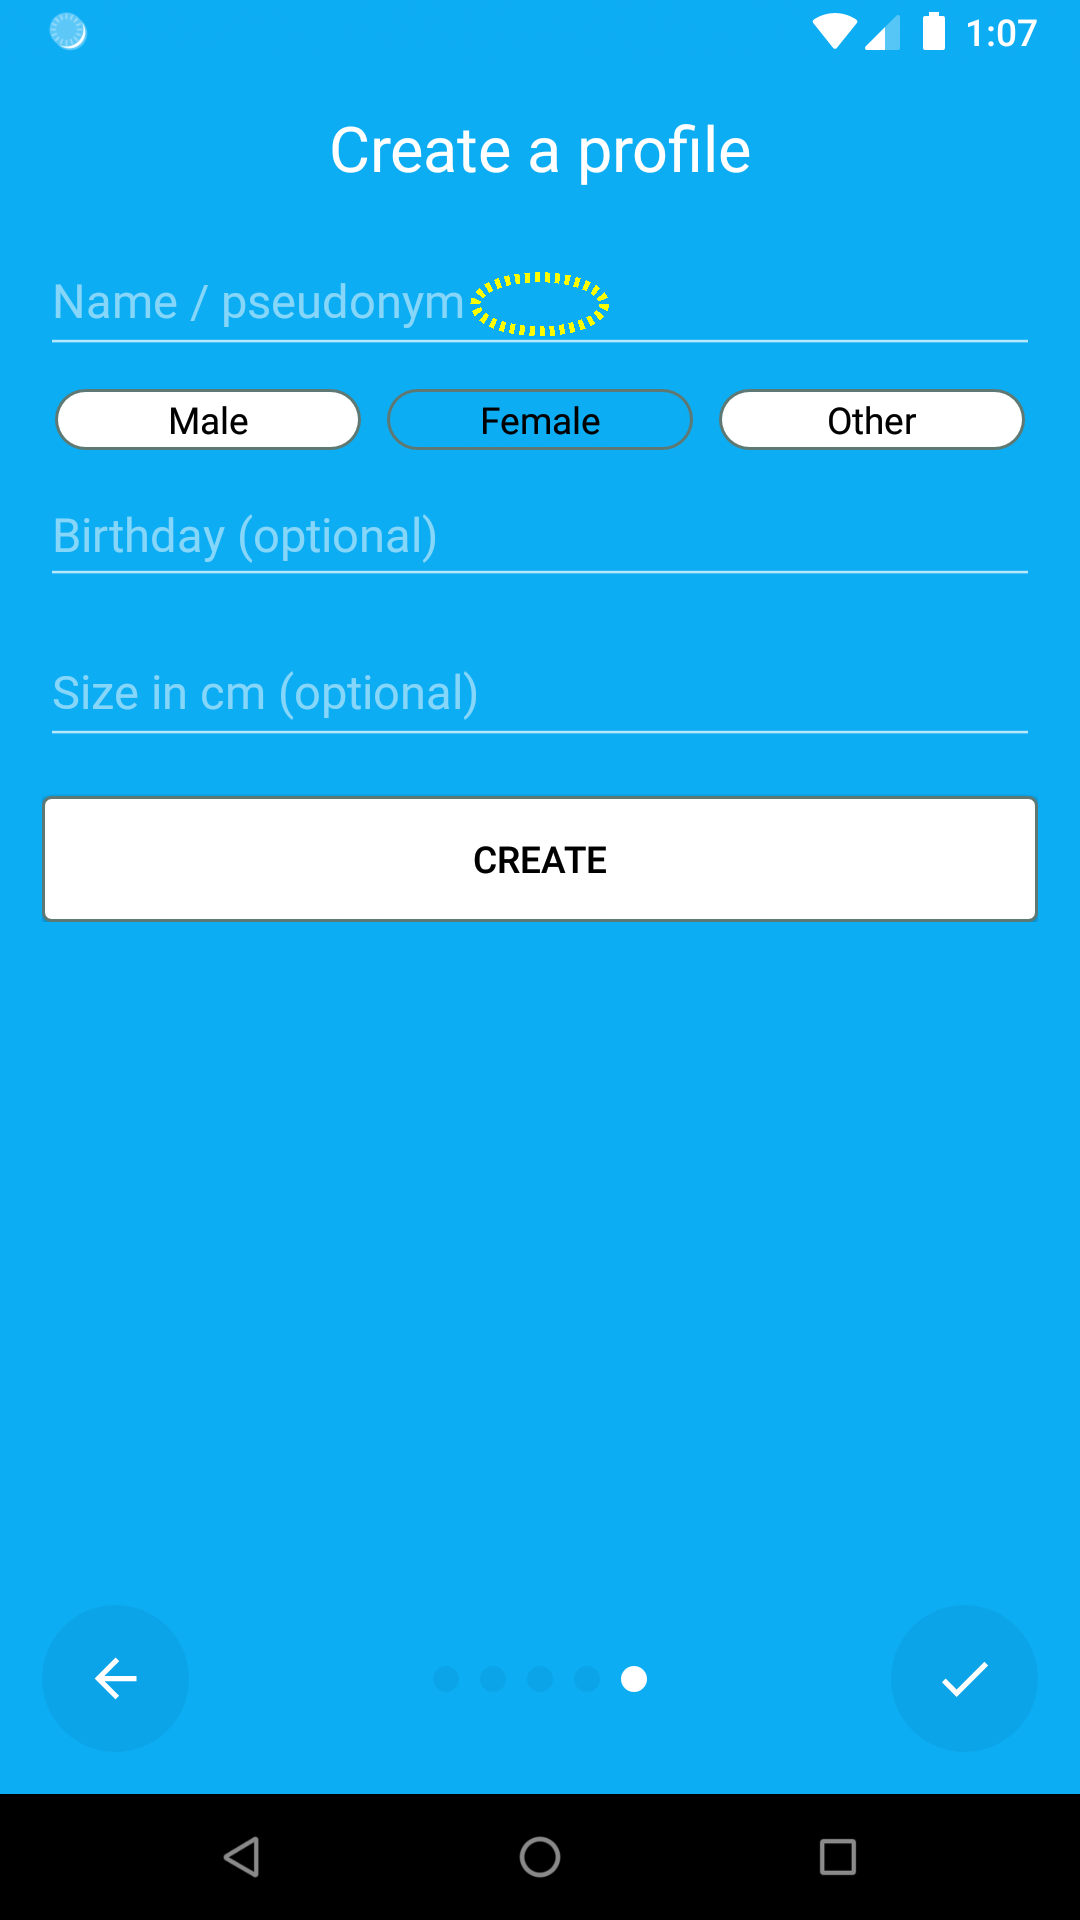 1:07
Create a profile
Name / pseudonym
Male Female Other
Birthday (optional)
Size in cm (optional)
CREATE